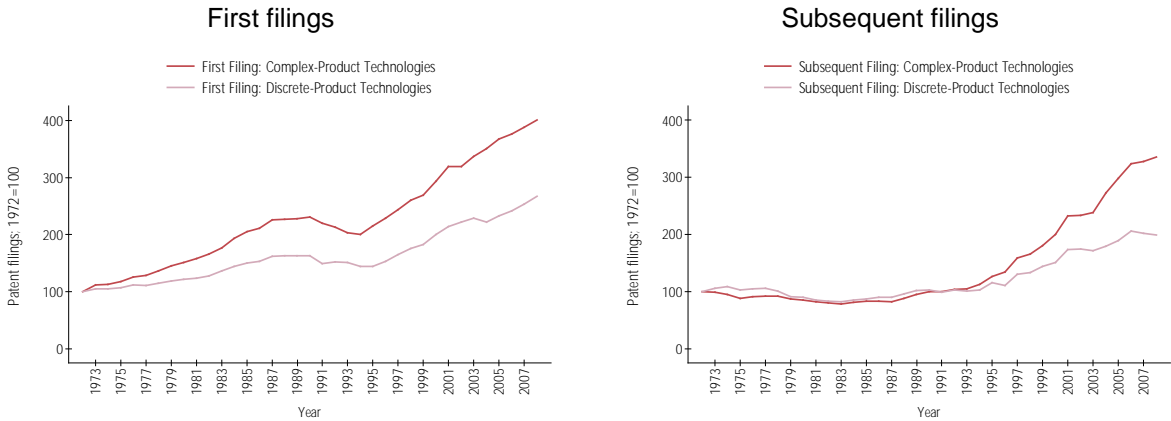 First filings
First Filing: Complex-Product Technologies
First Filing: Discrete-Product Technologies
Patent filings: 1972=100
400
300
200
100
0
1973 1975 1977 1979 1981 1983 1985 1987 1989 1991 1993 1995 1997 1999 2001 2003 2005 2007
Year
Subsequent filings
Subsequent Filing: Complex-Product Technologies
Subsequent Filing: Discrete-Product Technologies
Patent filings: 1972=100
400
300
200
100
0
1973 1975 1977 1979 1981 1983 1985 1987 1989 1991 1993 1995 1997 1999 2001 2003 2005 2007
Year